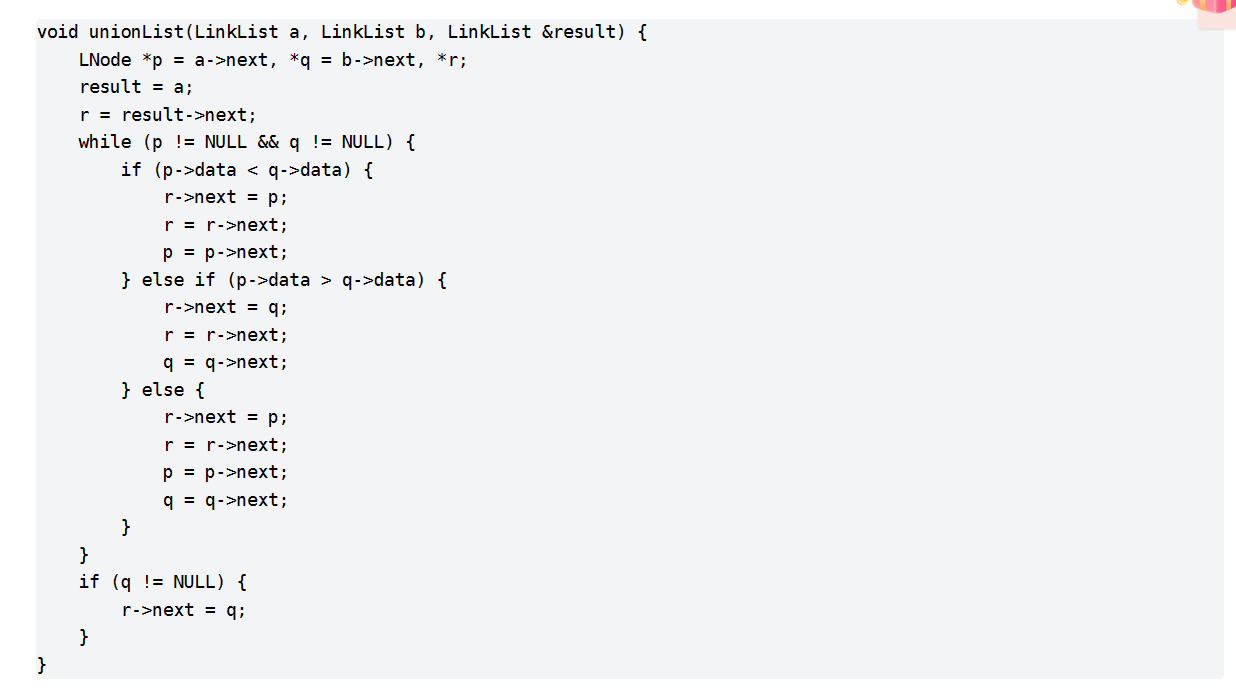 void unionList(LinkList a, LinkList b, LinkList &result) {
    LNode *p = a->next, *q = b->next, *r;
    result = a;
    r = result->next;
    while (p != NULL && q != NULL) {
        if (p->data < q->data) {
            r->next = p;
            r = r->next;
            p = p->next;
        } else if (p->data > q->data) {
            r->next = q;
            r = r->next;
            q = q->next;
        } else {
            r->next = p;
            r = r->next;
            p = p->next;
            q = q->next;
        }
    }
    if (q != NULL) {
        r->next = q;
    }
}